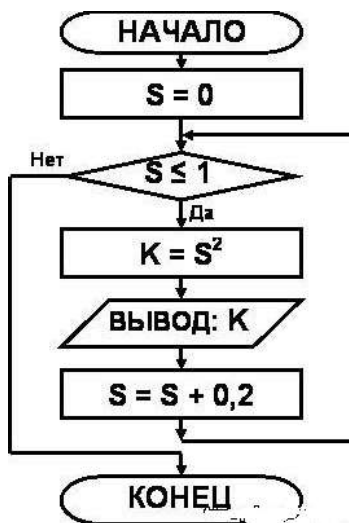 НАЧАЛО
S = 0
Нет
S ≤ 1
Да
K = S²
ВЫВОД: K
S = S + 0,2
КОНЕЦ